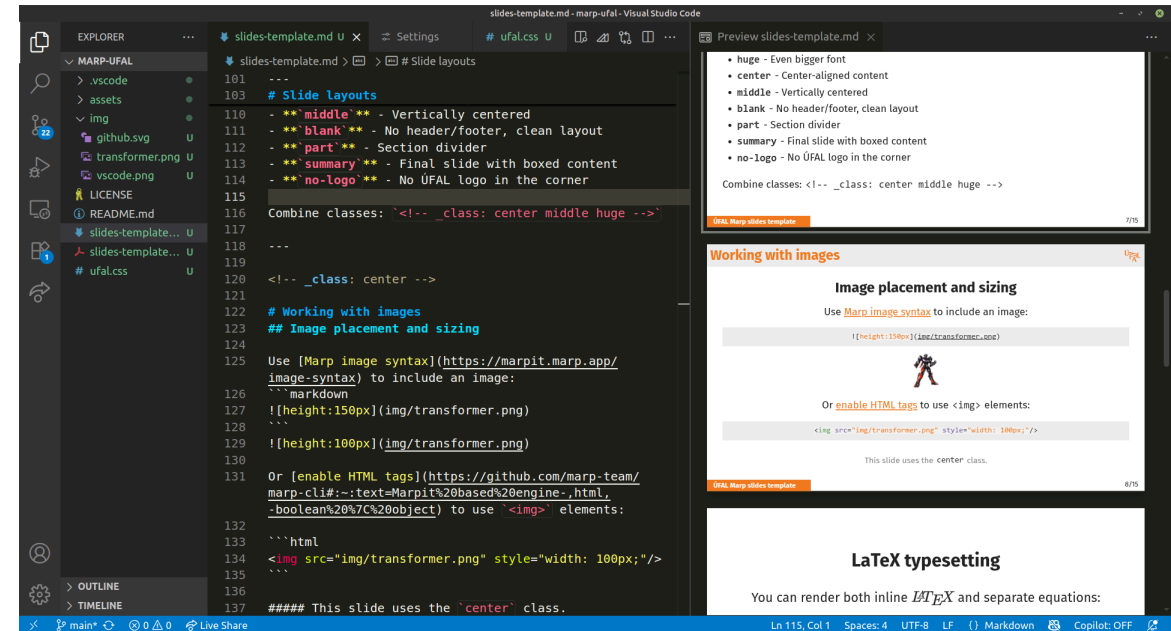 slides-template.md - marp-ufal - Visual Studio Code
EXPLORER
MARP-UFAL
.vscode
assets
img
github.svg U
transformer.png U
vscode.png U
LICENSE
README.md
slides-template... U
slides-template... U
# ufal.css U
OUTLINE
TIMELINE
22
1
slides-template.md U
Settings
# ufal.css U
slides-template.md > # Slide layouts
101 ---
103 # Slide layouts
110 - **`middle`** - Vertically centered
111 - **`blank`** - No header/footer, clean layout
112 - **`part`** - Section divider
113 - **`summary`** - Final slide with boxed content
114 - **`no-logo`** - No ÚFAL logo in the corner
115
116 Combine classes: `<!-- _class: center middle huge -->`
117
118 ---
119
120 <!-- _class: center -->
121
122 # Working with images
123 ## Image placement and sizing
124
125 Use [Marp image syntax](https://marpit.marp.app/
image-syntax) to include an image:
126 ```markdown
127 ![height:150px](img/transformer.png)
128 ```
129 ![height:100px](img/transformer.png)
130
131 Or [enable HTML tags](https://github.com/marp-team/
marp-cli#:~:text=Marpit%20based%20engine-,html,
-boolean%20%7C%20object) to use `<img>` elements:
132
133 ```html
134 <img src="img/transformer.png" style="width: 100px;"/>
135 ```
136
137 ##### This slide uses the `center` class.
Preview slides-template.md
• huge - Even bigger font
• center - Center-aligned content
• middle - Vertically centered
• blank - No header/footer, clean layout
• part - Section divider
• summary - Final slide with boxed content
• no-logo - No ÚFAL logo in the corner
Combine classes: <!-- _class: center middle huge -->
ÚFAL Marp slides template 7/15
Working with images
Image placement and sizing
Use Marp image syntax to include an image:
![height:150px](img/transformer.png)
Or enable HTML tags to use <img> elements:
<img src="img/transformer.png" style="width: 100px;"/>
This slide uses the center class.
ÚFAL Marp slides template 8/15
LaTeX typesetting
You can render both inline LATEX and separate equations:
main* 0 0 Live Share
Ln 115, Col 1 Spaces: 4 UTF-8 LF {} Markdown Copilot: OFF